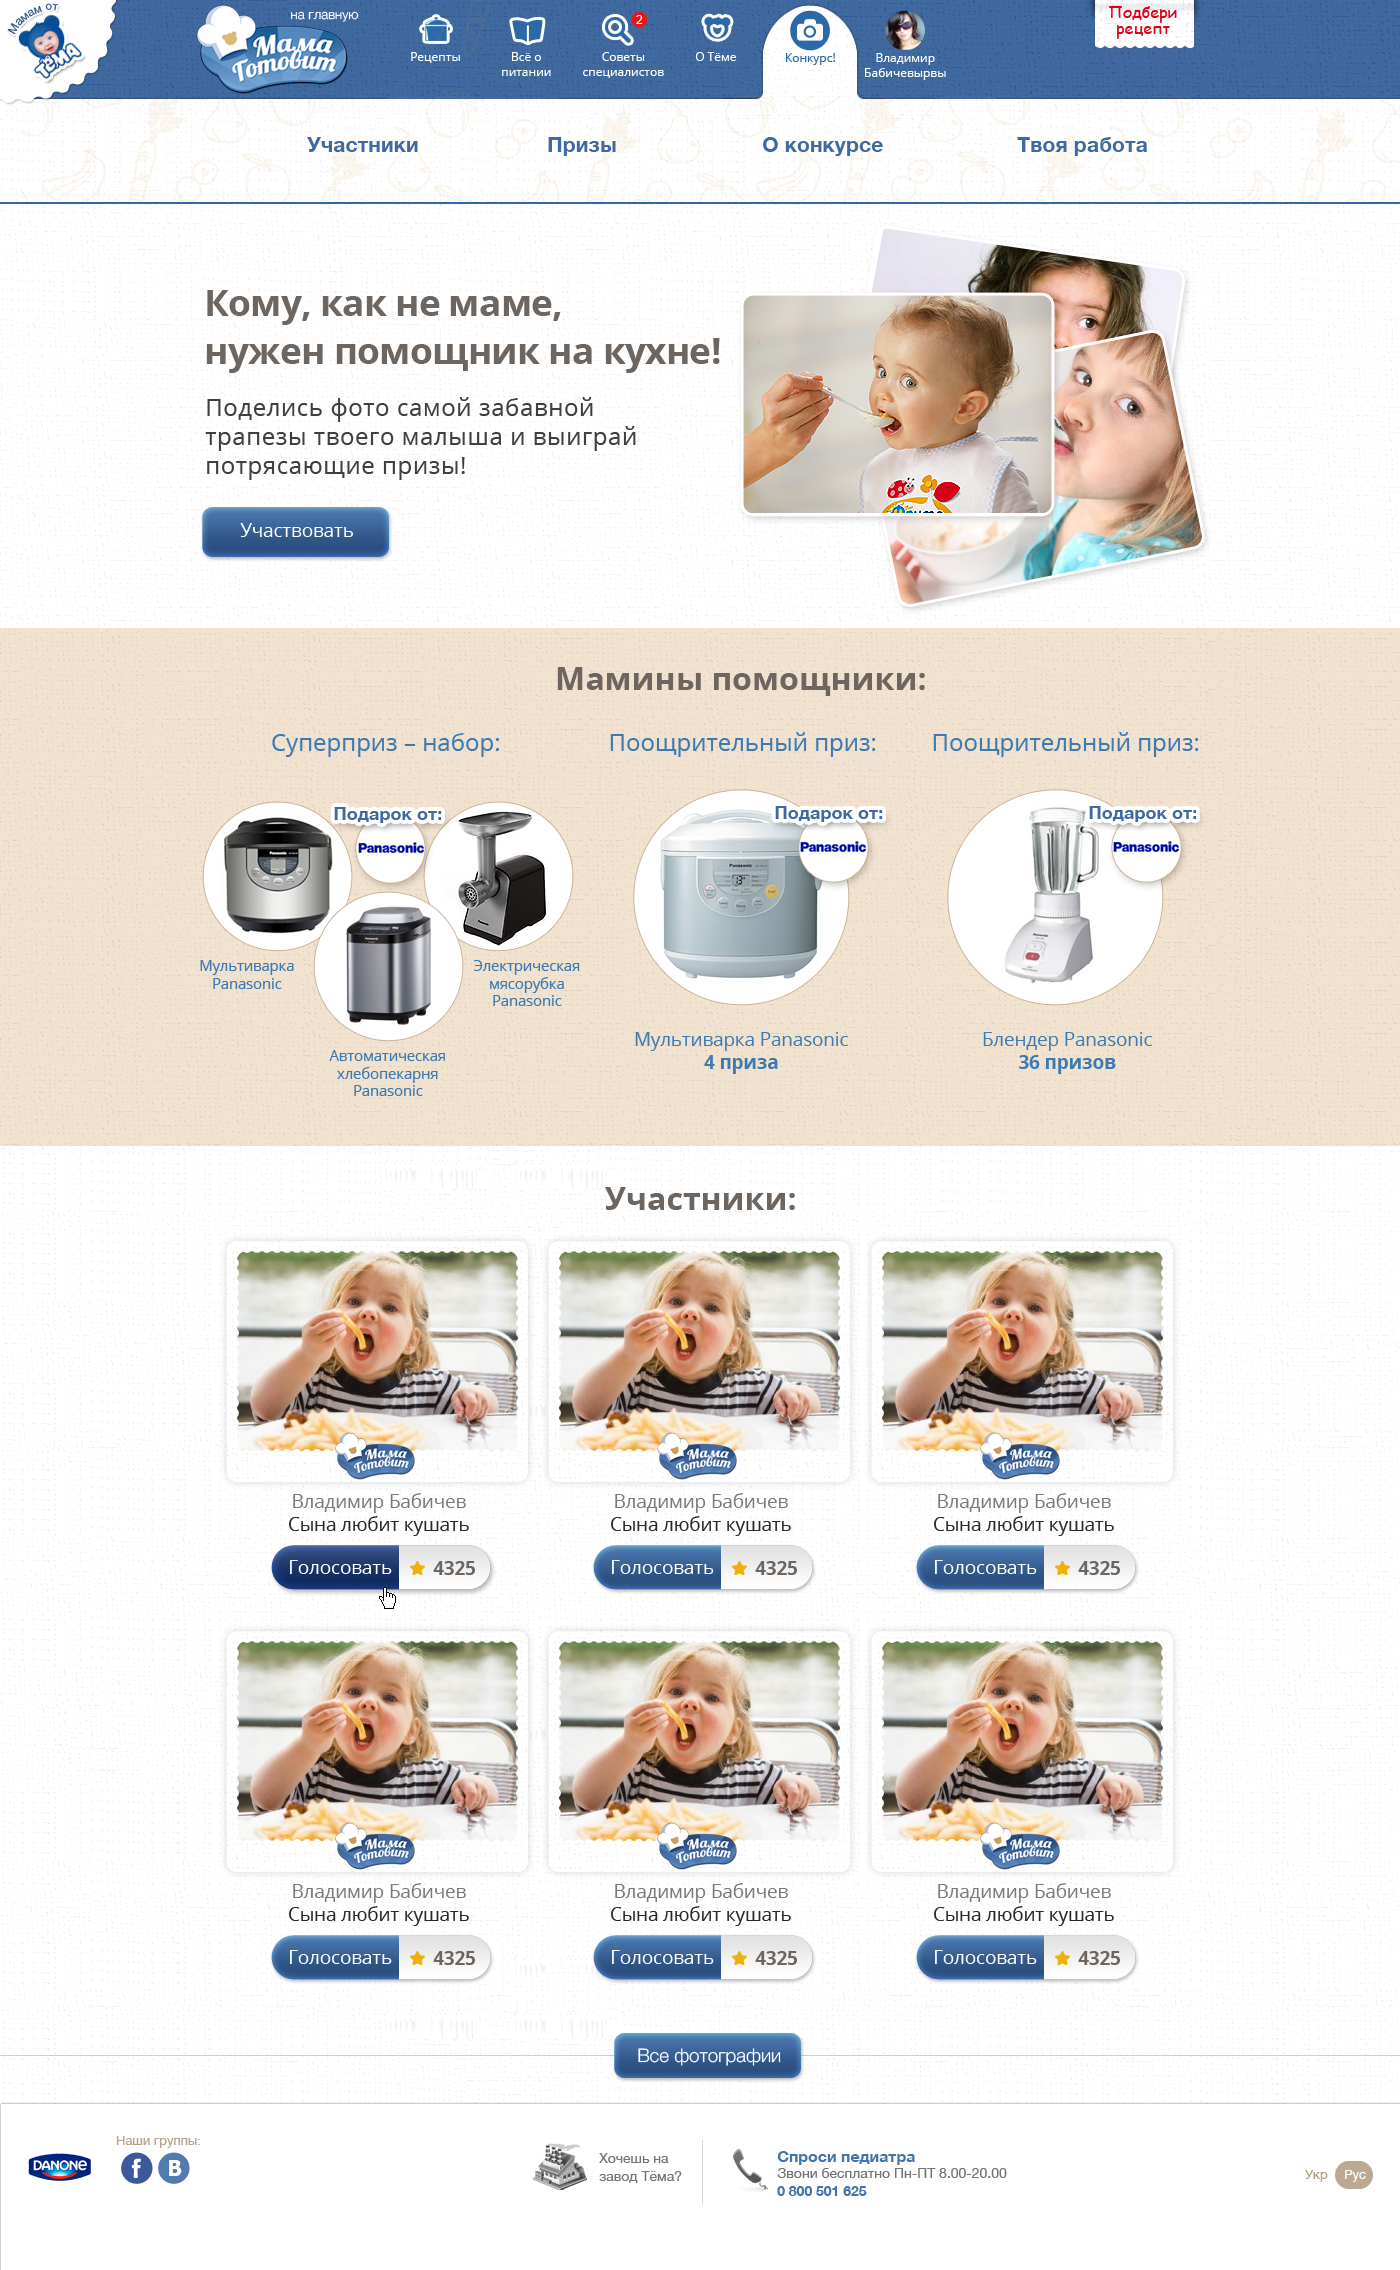 Мамам от
Тёма
на главную
Мама
Готовит
Рецепты
Всё о
питании
2
Советы
специалистов
О Тёме
Конкурс!
Владимир
Бабичевырвы
Подбери
рецепт
Участники
Призы
О конкурсе
Твоя работа
Кому, как не маме,
нужен помощник на кухне!
Поделись фото самой забавной
трапезы твоего малыша и выиграй
потрясающие призы!
Участвовать
Мамины помощники:
Суперприз – набор:
Подарок от:
Panasonic
Мультиварка
Panasonic
Электрическая
мясорубка
Panasonic
Автоматическая
хлебопекарня
Panasonic
Поощрительный приз:
Подарок от:
Panasonic
Panasonic
Мультиварка Panasonic
4 приза
Поощрительный приз:
Подарок от:
Panasonic
Блендер Panasonic
36 призов
Участники:
Мама
Готовит
Владимир Бабичев
Сына любит кушать
Голосовать 4325
Мама
Готовит
Владимир Бабичев
Сына любит кушать
Голосовать 4325
Мама
Готовит
Владимир Бабичев
Сына любит кушать
Голосовать 4325
Мама
Готовит
Владимир Бабичев
Сына любит кушать
Голосовать 4325
Мама
Готовит
Владимир Бабичев
Сына любит кушать
Голосовать 4325
Мама
Готовит
Владимир Бабичев
Сына любит кушать
Голосовать 4325
Все фотографии
DANONE
Наши группы:
f B
Хочешь на
завод Тёма?
Спроси педиатра
Звони бесплатно Пн-ПТ 8.00-20.00
0 800 501 625
Укр Рус